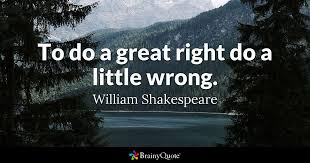 To do a great right do a
little wrong.
William Shakespeare
BrainyQuote®